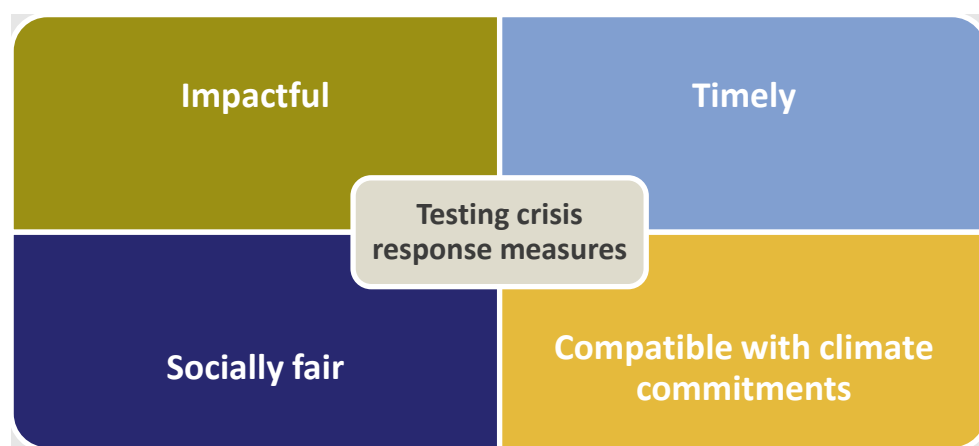 Impactful
Timely
Testing crisis
response measures
Socially fair
Compatible with climate
commitments